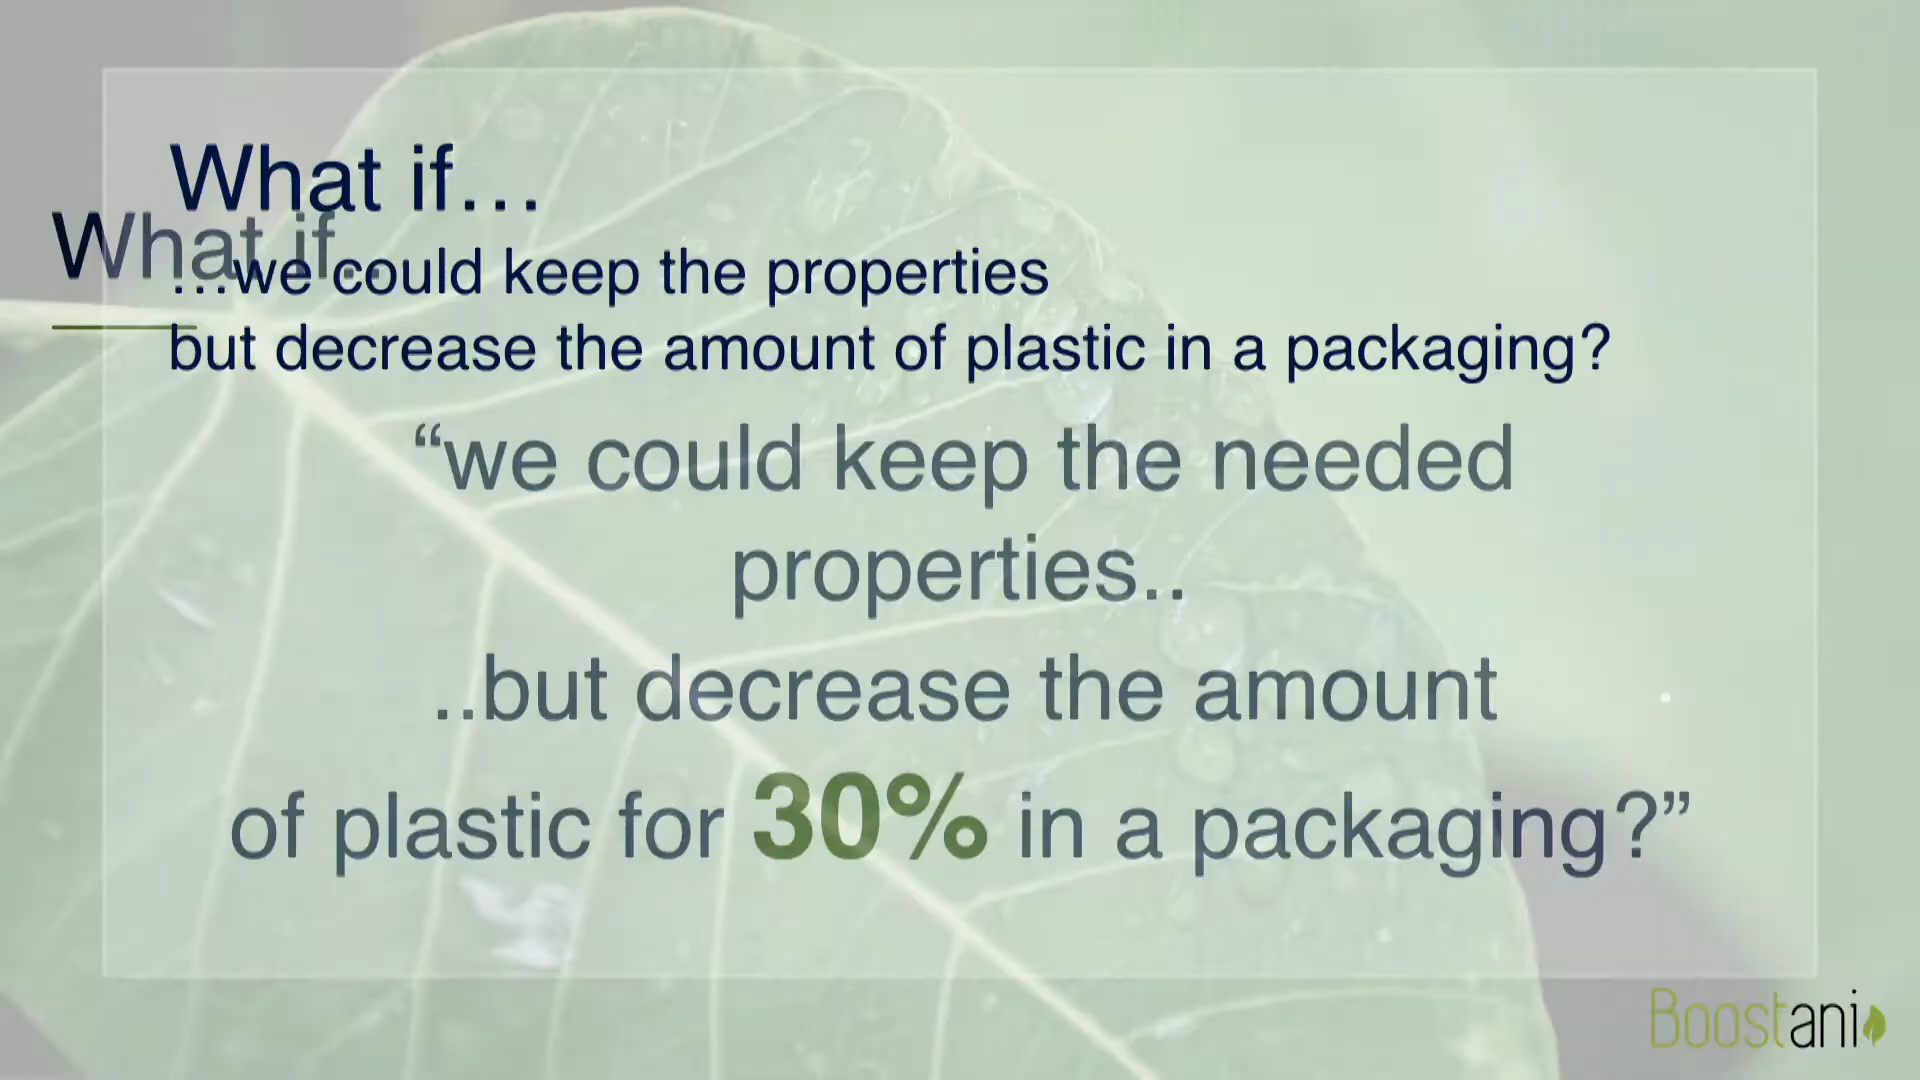 What if…
What if..
…we could keep the properties
but decrease the amount of plastic in a packaging?
“we could keep the needed
properties..
..but decrease the amount
of plastic for 30% in a packaging?”
Boostani